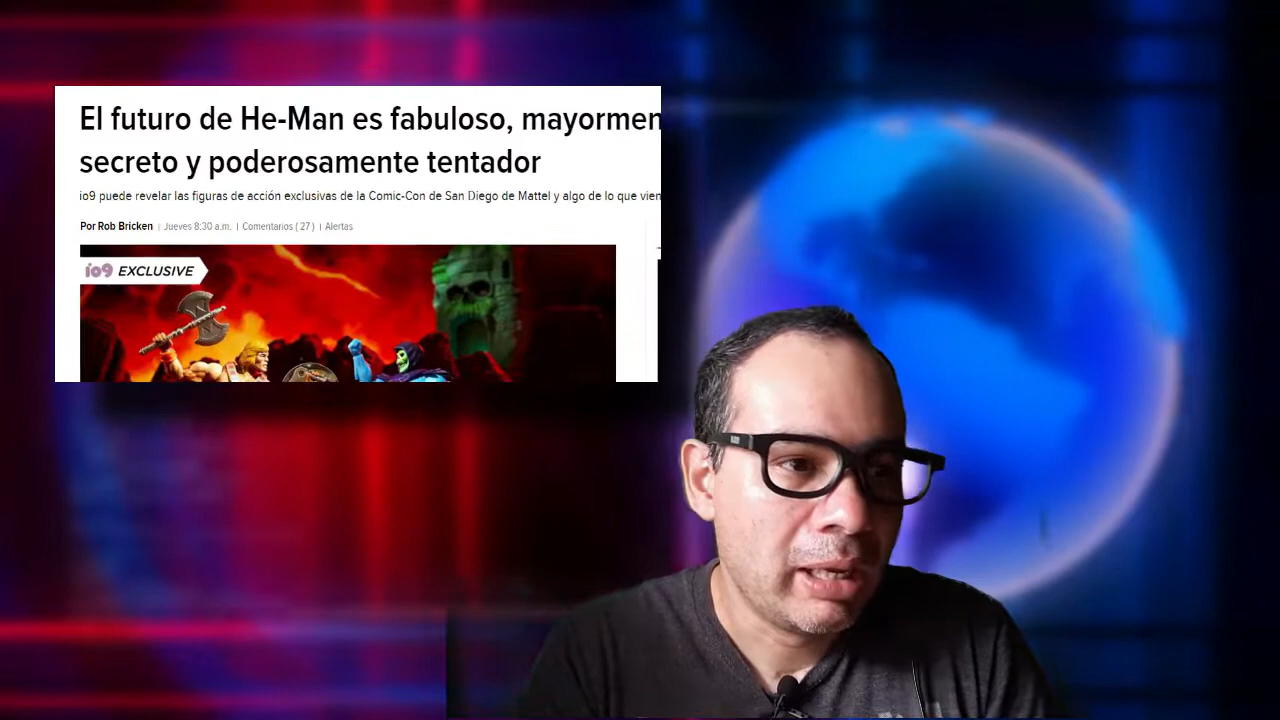 El futuro de He-Man es fabuloso, mayormen
secreto y poderosamente tentador
io9 puede revelar las figuras de acción exclusivas de la Comic-Con de San Diego de Mattel y algo de lo que vien
Por Rob Bricken | Jueves 8:30 a.m. | Comentarios ( 27 ) | Alertas
io9 EXCLUSIVE